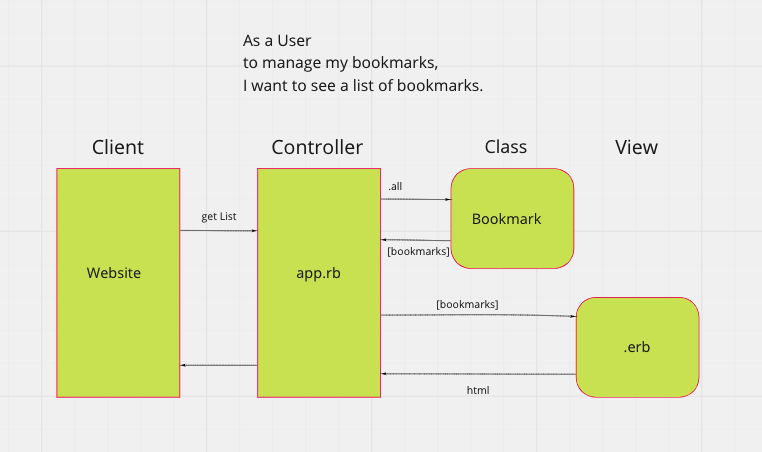 As a User
to manage my bookmarks,
I want to see a list of bookmarks.
Client
Controller
Class
View
.all
get List
Bookmark
[bookmarks]
Website
app.rb
[bookmarks]
.erb
html